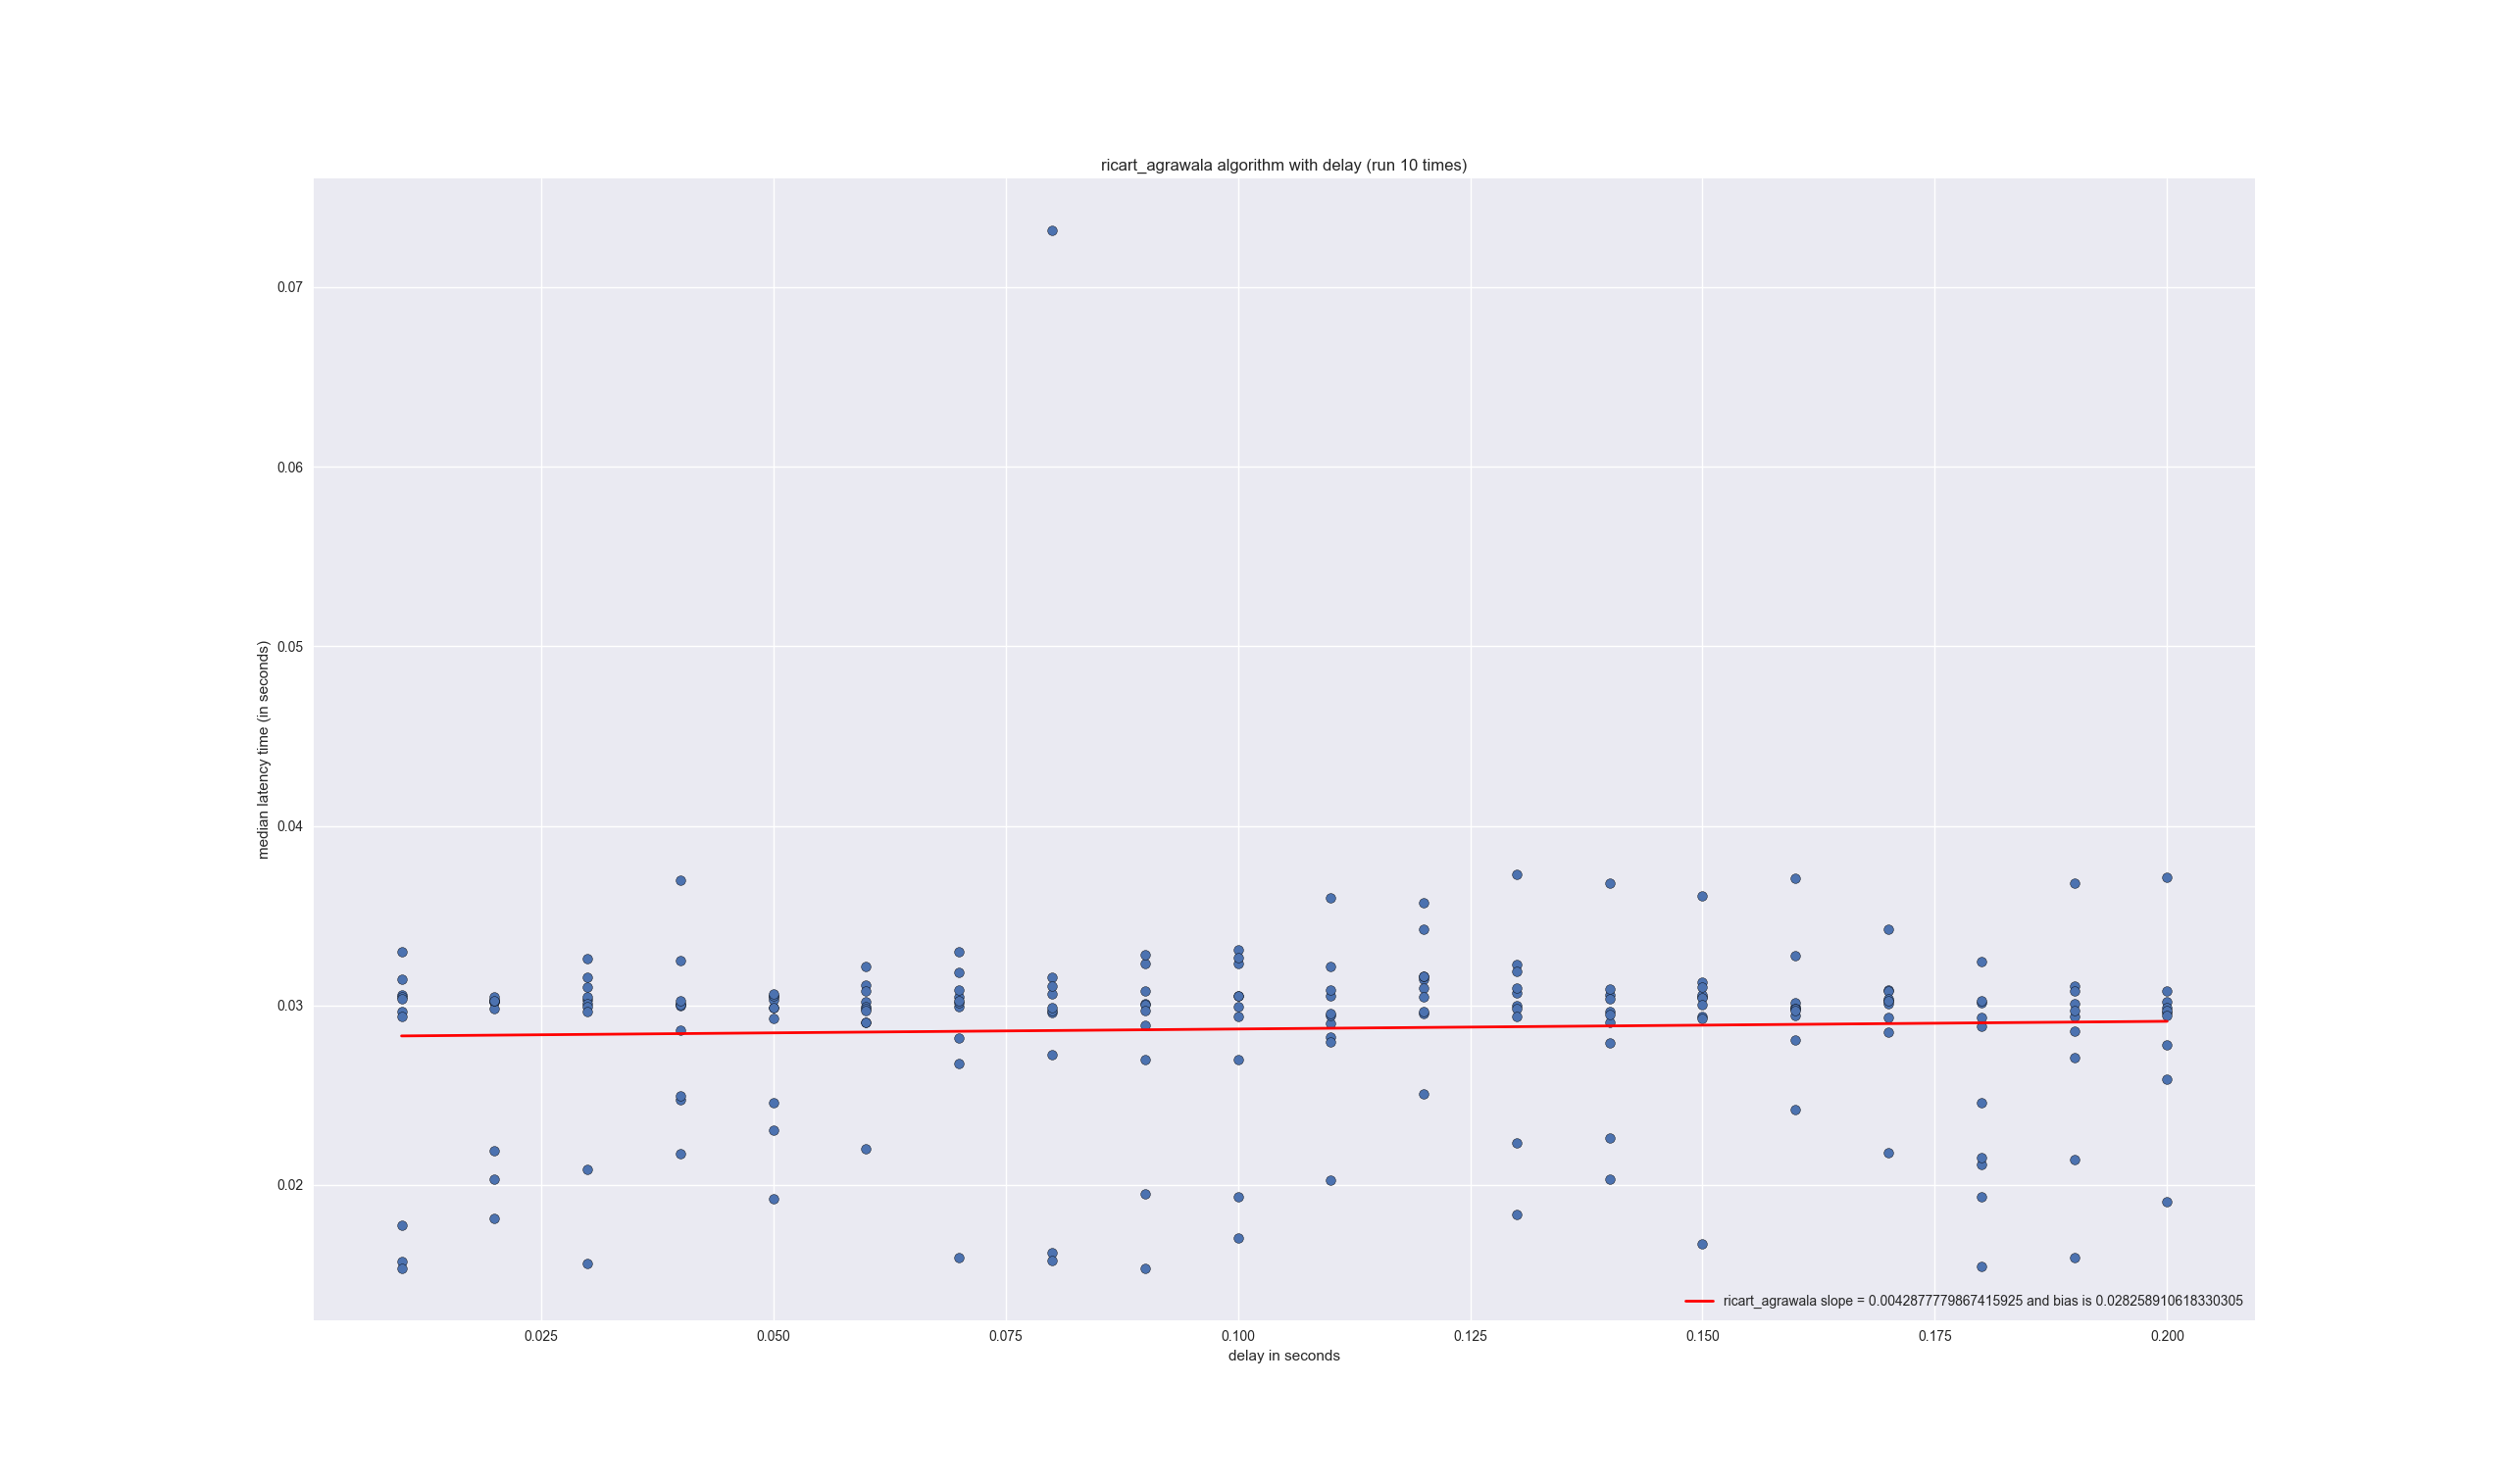 ricart_agrawala algorithm with delay (run 10 times)
0.07
0.06
0.05
0.04
0.03
0.02
median latency time (in seconds)
ricart_agrawala slope = 0.0042877779867415925 and bias is 0.028258910618330305
0.025 0.050 0.075 0.100 0.125 0.150 0.175 0.200
delay in seconds